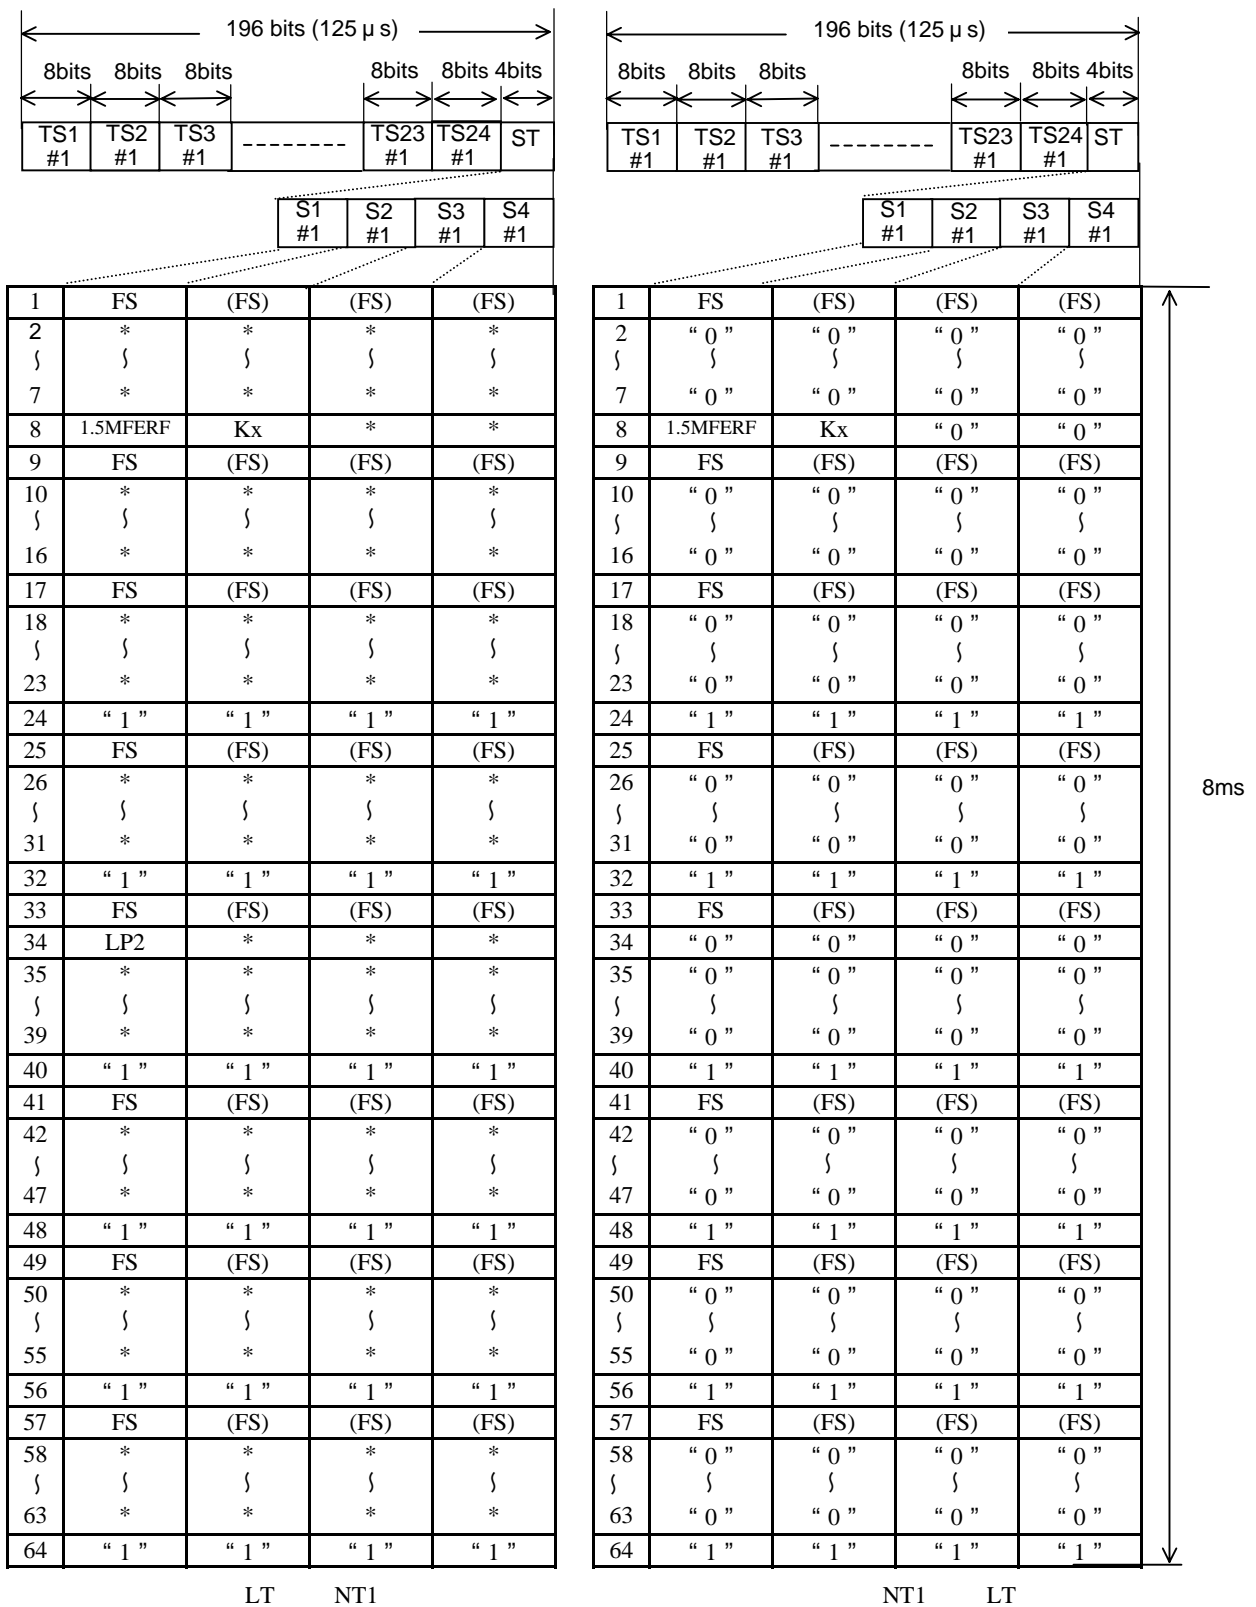 196 bits (125 μ s) 196 bits (125 μ s)
8bits 8bits 8bits 8bits 8bits 4bits 8bits 8bits 8bits 8bits 8bits 4bits
TS1 TS2 TS3 -------- TS23 TS24 ST TS1 TS2 TS3 -------- TS23 TS24 ST
#1 #1 #1 #1 #1 #1 #1 #1 #1 #1
S1 S2 S3 S4 S1 S2 S3 S4
#1 #1 #1 #1 #1 #1 #1 #1
1 FS (FS) (FS) (FS) 1 FS (FS) (FS) (FS)
2 * * * * 2 “0” “0” “0” “0”
∫ ∫ ∫ ∫ ∫ ∫ ∫ ∫ ∫ ∫
7 * * * * 7 “0” “0” “0” “0”
8 1.5MFERF Kx * * 8 1.5MFERF Kx “0” “0”
9 FS (FS) (FS) (FS) 9 FS (FS) (FS) (FS)
10 * * * * 10 “0” “0” “0” “0”
∫ ∫ ∫ ∫ ∫ ∫ ∫ ∫ ∫ ∫
16 * * * * 16 “0” “0” “0” “0”
17 FS (FS) (FS) (FS) 17 FS (FS) (FS) (FS)
18 * * * * 18 “0” “0” “0” “0”
∫ ∫ ∫ ∫ ∫ ∫ ∫ ∫ ∫ ∫
23 * * * * 23 “0” “0” “0” “0”
24 “1” “1” “1” “1” 24 “1” “1” “1” “1”
25 FS (FS) (FS) (FS) 25 FS (FS) (FS) (FS)
26 * * * * 26 “0” “0” “0” “0”
∫ ∫ ∫ ∫ ∫ ∫ ∫ ∫ ∫ ∫ 8ms
31 * * * * 31 “0” “0” “0” “0”
32 “1” “1” “1” “1” 32 “1” “1” “1” “1”
33 FS (FS) (FS) (FS) 33 FS (FS) (FS) (FS)
34 LP2 * * * 34 “0” “0” “0” “0”
35 * * * * 35 “0” “0” “0” “0”
∫ ∫ ∫ ∫ ∫ ∫ ∫ ∫ ∫ ∫
39 * * * * 39 “0” “0” “0” “0”
40 “1” “1” “1” “1” 40 “1” “1” “1” “1”
41 FS (FS) (FS) (FS) 41 FS (FS) (FS) (FS)
42 * * * * 42 “0” “0” “0” “0”
∫ ∫ ∫ ∫ ∫ ∫ ∫ ∫ ∫ ∫
47 * * * * 47 “0” “0” “0” “0”
48 “1” “1” “1” “1” 48 “1” “1” “1” “1”
49 FS (FS) (FS) (FS) 49 FS (FS) (FS) (FS)
50 * * * * 50 “0” “0” “0” “0”
∫ ∫ ∫ ∫ ∫ ∫ ∫ ∫ ∫ ∫
55 * * * * 55 “0” “0” “0” “0”
56 “1” “1” “1” “1” 56 “1” “1” “1” “1”
57 FS (FS) (FS) (FS) 57 FS (FS) (FS) (FS)
58 * * * * 58 “0” “0” “0” “0”
∫ ∫ ∫ ∫ ∫ ∫ ∫ ∫ ∫ ∫
63 * * * * 63 “0” “0” “0” “0”
64 “1” “1” “1” “1” 64 “1” “1” “1” “1”
LT NT1 NT1 LT